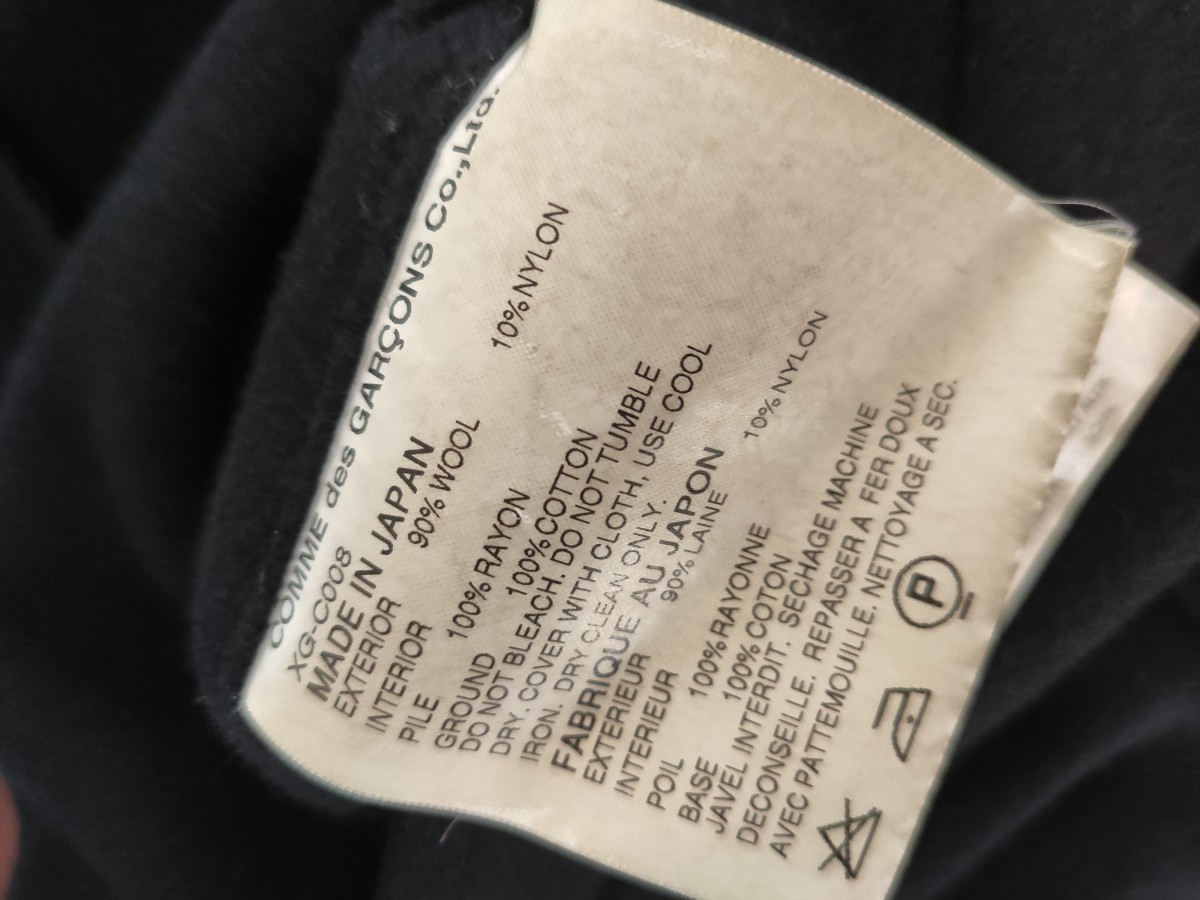 COMME des GARÇONS Co.,Ltd.
XG-C008
MADE IN JAPAN
EXTERIOR 90% WOOL 10% NYLON
INTERIOR
PILE 100% RAYON
GROUND 100% COTTON
DO NOT BLEACH. DO NOT TUMBLE
DRY. COVER WITH CLOTH, USE COOL
IRON. DRY CLEAN ONLY.
FABRIQUE AU JAPON
EXTERIEUR 90% LAINE 10% NYLON
INTERIEUR
POIL 100% RAYONNE
BASE 100% COTON
JAVEL INTERDIT. SECHAGE MACHINE
DECONSEILLE. REPASSER A FER DOUX
AVEC PATTEMOUILLE. NETTOYAGE A SEC.
P